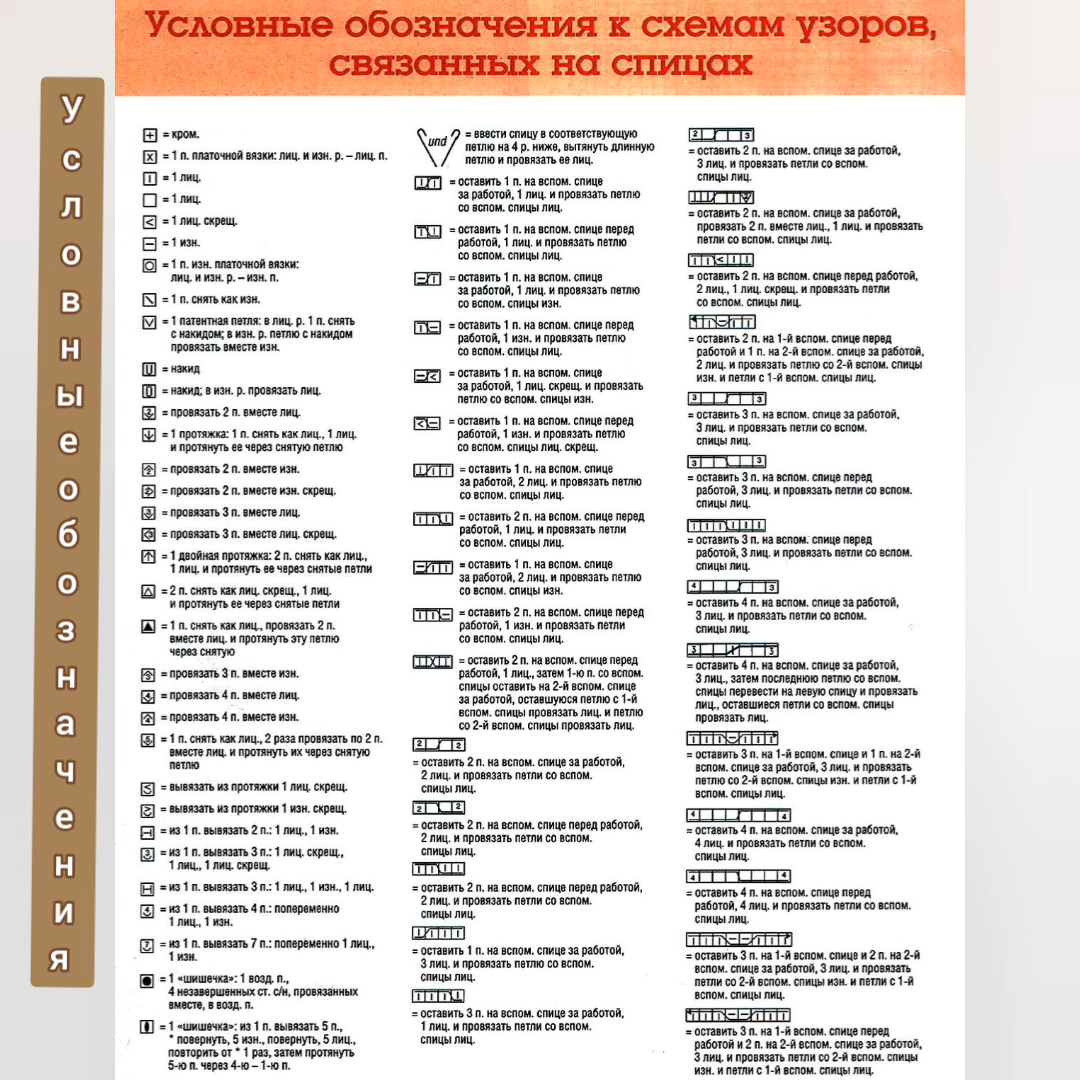 Условные обозначения к схемам узоров,
связанных на спицах
Условные обозначения
= кром.
= 1 п. платочной вязки: лиц. и изн. р. – лиц. п.
= 1 лиц.
= 1 лиц.
= 1 лиц. скрещ.
= 1 изн.
= 1 п. изн. платочной вязки:
лиц. и изн. р. – изн. п.
= 1 п. снять как изн.
= 1 патентная петля: в лиц. р. 1 п. снять
с накидом; в изн. р. петлю с накидом
провязать вместе изн.
= накид
= накид; в изн. р. провязать лиц.
= провязать 2 п. вместе лиц.
= 1 протяжка: 1 п. снять как лиц., 1 лиц.
и протянуть ее через снятую петлю
= провязать 2 п. вместе изн.
= провязать 2 п. вместе изн. скрещ.
= провязать 3 п. вместе лиц.
= провязать 3 п. вместе лиц. скрещ.
= 1 двойная протяжка: 2 п. снять как лиц.,
1 лиц. и протянуть ее через снятые петли
= 2 п. снять как лиц. скрещ., 1 лиц.
и протянуть ее через снятые петли
= 1 п. снять как лиц., провязать 2 п.
вместе лиц. и протянуть эту петлю
через снятую
= провязать 3 п. вместе изн.
= провязать 4 п. вместе лиц.
= провязать 4 п. вместе изн.
= 1 п. снять как лиц., 2 раза провязать по 2 п.
вместе лиц. и протянуть их через снятую
петлю
= вывязать из протяжки 1 лиц. скрещ.
= вывязать из протяжки 1 изн. скрещ.
= из 1 п. вывязать 2 п.: 1 лиц., 1 изн.
3 = из 1 п. вывязать 3 п.: 1 лиц. скрещ.,
1 лиц., 1 лиц. скрещ.
= из 1 п. вывязать 3 п.: 1 лиц., 1 изн., 1 лиц.
4 = из 1 п. вывязать 4 п.: попеременно
1 лиц., 1 изн.
7 = из 1 п. вывязать 7 п.: попеременно 1 лиц.,
1 изн.
= 1 «шишечка»: 1 возд. п.,
4 незавершенных ст. с/н, провязанных
вместе, в возд. п.
= 1 «шишечка»: из 1 п. вывязать 5 п.,
* повернуть, 5 изн., повернуть, 5 лиц.,
повторить от * 1 раз, затем протянуть
5-ю п. через 4-ю – 1-ю п.
und = ввести спицу в соответствующую
петлю на 4 р. ниже, вытянуть длинную
петлю и провязать ее лиц.
= оставить 1 п. на вспом. спице
за работой, 1 лиц. и провязать петлю
со вспом. спицы лиц.
= оставить 1 п. на вспом. спице перед
работой, 1 лиц. и провязать петлю
со вспом. спицы лиц.
= оставить 1 п. на вспом. спице
за работой, 1 лиц. и провязать петлю
со вспом. спицы изн.
= оставить 1 п. на вспом. спице перед
работой, 1 изн. и провязать петлю
со вспом. спицы лиц.
= оставить 1 п. на вспом. спице
за работой, 1 лиц. скрещ. и провязать
петлю со вспом. спицы изн.
= оставить 1 п. на вспом. спице перед
работой, 1 изн. и провязать петлю
со вспом. спицы лиц. скрещ.
= оставить 1 п. на вспом. спице
за работой, 2 лиц. и провязать петлю
со вспом. спицы лиц.
= оставить 2 п. на вспом. спице перед
работой, 1 лиц. и провязать петли
со вспом. спицы лиц.
= оставить 1 п. на вспом. спице
за работой, 2 лиц. и провязать петлю
со вспом. спицы изн.
= оставить 2 п. на вспом. спице перед
работой, 1 изн. и провязать петли
со вспом. спицы лиц.
= оставить 2 п. на вспом. спице перед
работой, 1 лиц., затем 1-ю п. со вспом.
спицы оставить на 2-й вспом. спице
за работой, оставшуюся петлю с 1-й
вспом. спицы провязать лиц. и петлю
со 2-й вспом. спицы провязать лиц.
2 2
= оставить 2 п. на вспом. спице за работой,
2 лиц. и провязать петли со вспом.
спицы лиц.
2 2
= оставить 2 п. на вспом. спице перед работой,
2 лиц. и провязать петли со вспом.
спицы лиц.
= оставить 2 п. на вспом. спице перед работой,
2 лиц. и провязать петли со вспом.
спицы лиц.
= оставить 1 п. на вспом. спице за работой,
3 лиц. и провязать петлю со вспом.
спицы лиц.
= оставить 3 п. на вспом. спице за работой,
1 лиц. и провязать петли со вспом.
спицы лиц.
2 3
= оставить 2 п. на вспом. спице за работой,
3 лиц. и провязать петли со вспом.
спицы лиц.
= оставить 2 п. на вспом. спице за работой,
провязать 2 п. вместе лиц., 1 лиц. и провязать
петли со вспом. спицы лиц.
= оставить 2 п. на вспом. спице перед работой,
2 лиц., 1 лиц. скрещ. и провязать петли
со вспом. спицы лиц.
= оставить 2 п. на 1-й вспом. спице перед
работой и 1 п. на 2-й вспом. спице за работой,
2 лиц. и провязать петлю со 2-й вспом. спицы
изн. и петли с 1-й вспом. спицы лиц.
3 3
= оставить 3 п. на вспом. спице за работой,
3 лиц. и провязать петли со вспом.
спицы лиц.
3 3
= оставить 3 п. на вспом. спице перед
работой, 3 лиц. и провязать петли со вспом.
спицы лиц.
= оставить 3 п. на вспом. спице перед
работой, 3 лиц. и провязать петли со вспом.
спицы лиц.
4 3
= оставить 4 п. на вспом. спице за работой,
3 лиц. и провязать петли со вспом.
спицы лиц.
3 3
= оставить 4 п. на вспом. спице за работой,
3 лиц., затем последнюю петлю со вспом.
спицы перевести на левую спицу и провязать
лиц., оставшиеся петли со вспом. спицы
провязать лиц.
= оставить 3 п. на 1-й вспом. спице и 1 п. на 2-й
вспом. спице за работой, 3 лиц. и провязать
петлю со 2-й вспом. спицы изн. и петли с 1-й
вспом. спицы лиц.
4 4
= оставить 4 п. на вспом. спице за работой,
4 лиц. и провязать петли со вспом.
спицы лиц.
4 4
= оставить 4 п. на вспом. спице перед
работой, 4 лиц. и провязать петли со вспом.
спицы лиц.
= оставить 3 п. на 1-й вспом. спице и 2 п. на 2-й
вспом. спице за работой, 3 лиц. и провязать
петли со 2-й вспом. спицы изн. и петли с 1-й
вспом. спицы лиц.
= оставить 3 п. на 1-й вспом. спице перед
работой и 2 п. на 2-й вспом. спице за работой,
3 лиц. и провязать петли со 2-й вспом. спицы
изн. и петли с 1-й вспом. спицы лиц.